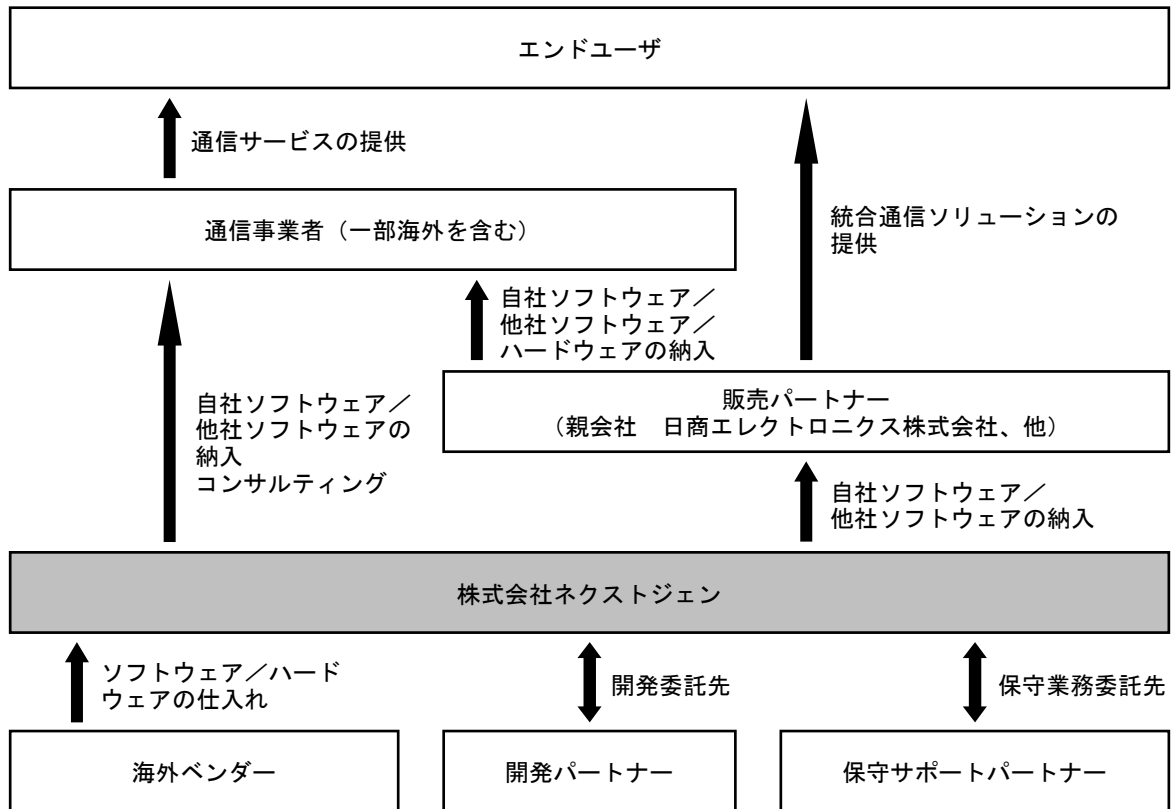 エンドユーザ
通信サービスの提供
通信事業者（一部海外を含む）
統合通信ソリューションの
提供
自社ソフトウェア／
他社ソフトウェア／
ハードウェアの納入
販売パートナー
（親会社　日商エレクトロニクス株式会社、他）
自社ソフトウェア／
他社ソフトウェアの
納入
コンサルティング
自社ソフトウェア／
他社ソフトウェアの納入
株式会社ネクストジェン
ソフトウェア／ハード
ウェアの仕入れ
開発委託先
保守業務委託先
海外ベンダー
開発パートナー
保守サポートパートナー